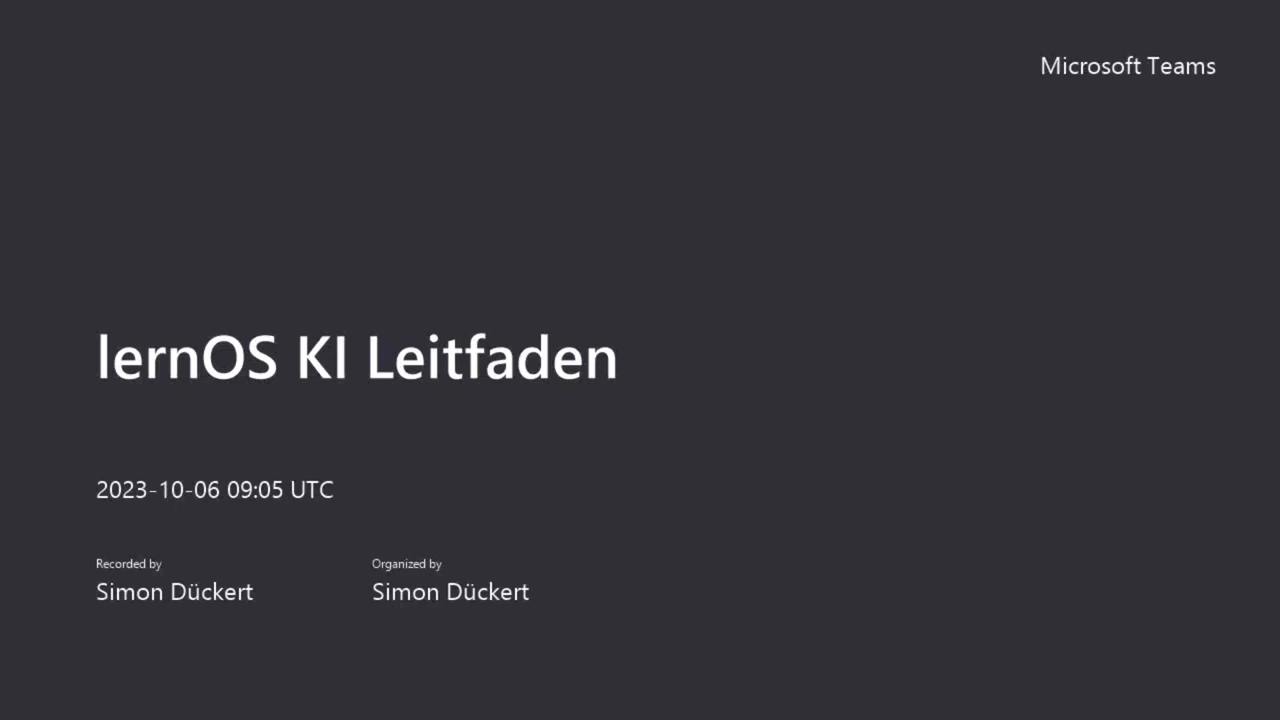 Microsoft Teams
lernOS KI Leitfaden
2023-10-06 09:05 UTC
Recorded by
Simon Dückert
Organized by
Simon Dückert